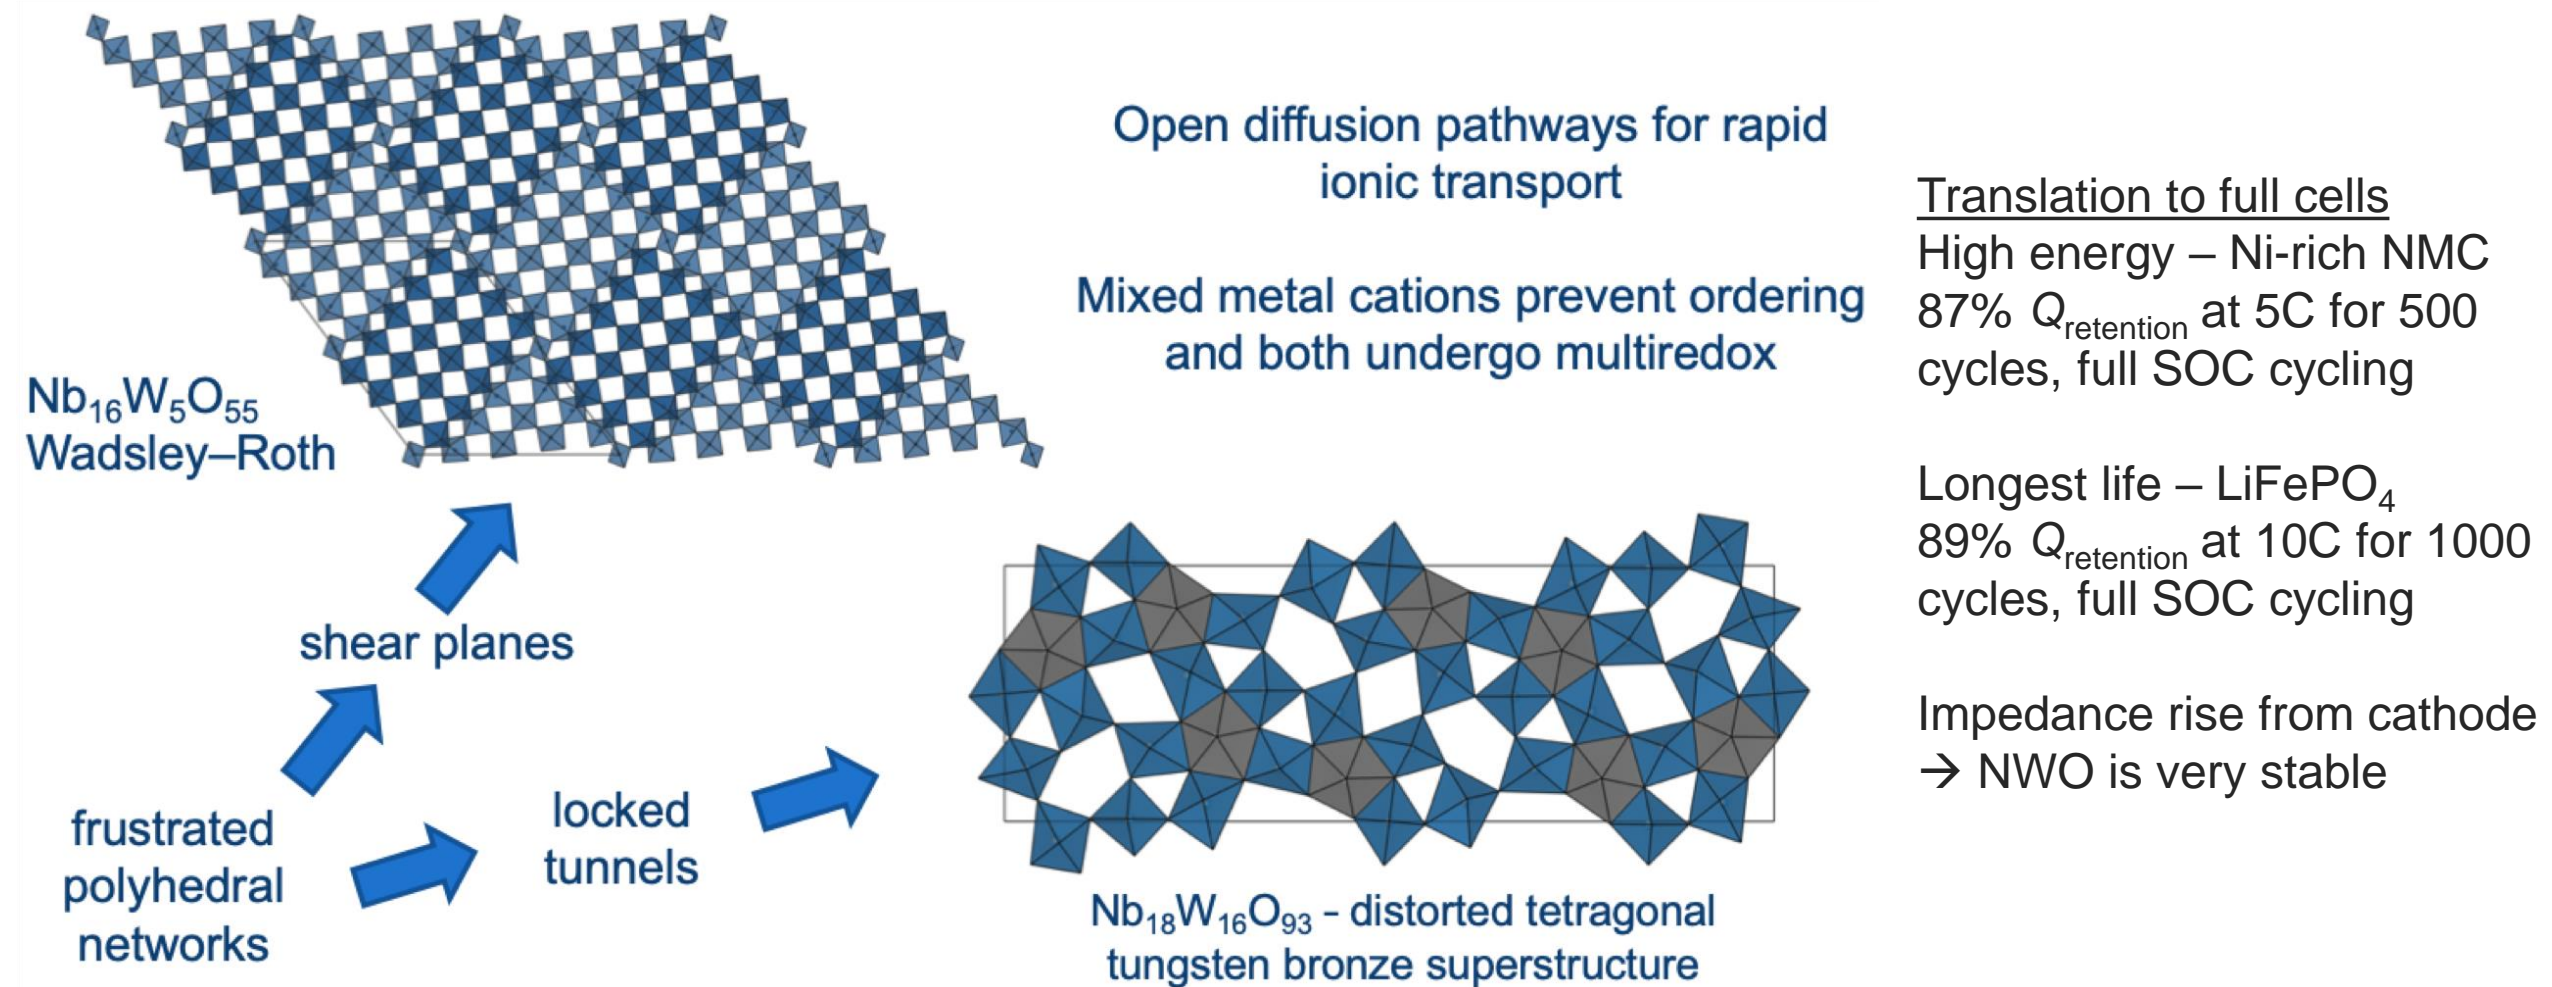 Nb₁₆W₅O₅₅
Wadsley–Roth
shear planes
frustrated
polyhedral
networks
locked
tunnels
Open diffusion pathways for rapid
ionic transport
Mixed metal cations prevent ordering
and both undergo multiredox
Nb₁₈W₁₆O₉₃ - distorted tetragonal
tungsten bronze superstructure
Translation to full cells
High energy – Ni-rich NMC
87% Qretention at 5C for 500
cycles, full SOC cycling
Longest life – LiFePO₄
89% Qretention at 10C for 1000
cycles, full SOC cycling
Impedance rise from cathode
→ NWO is very stable